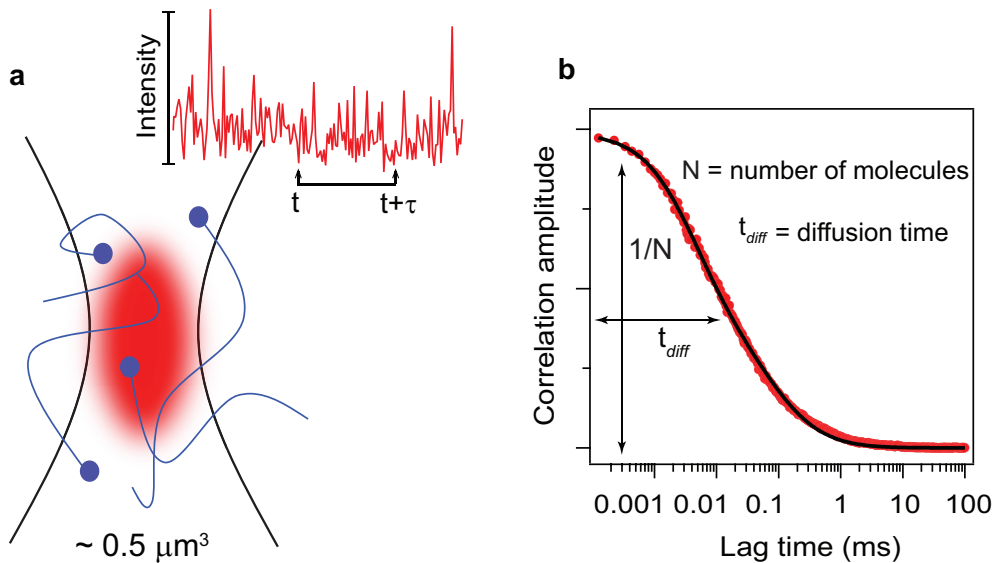 a
Intensity
t
t+τ
~ 0.5 μm³
b
Correlation amplitude
N = number of molecules
t_diff = diffusion time
1/N
t_diff
0.001 0.01 0.1 1 10 100
Lag time (ms)